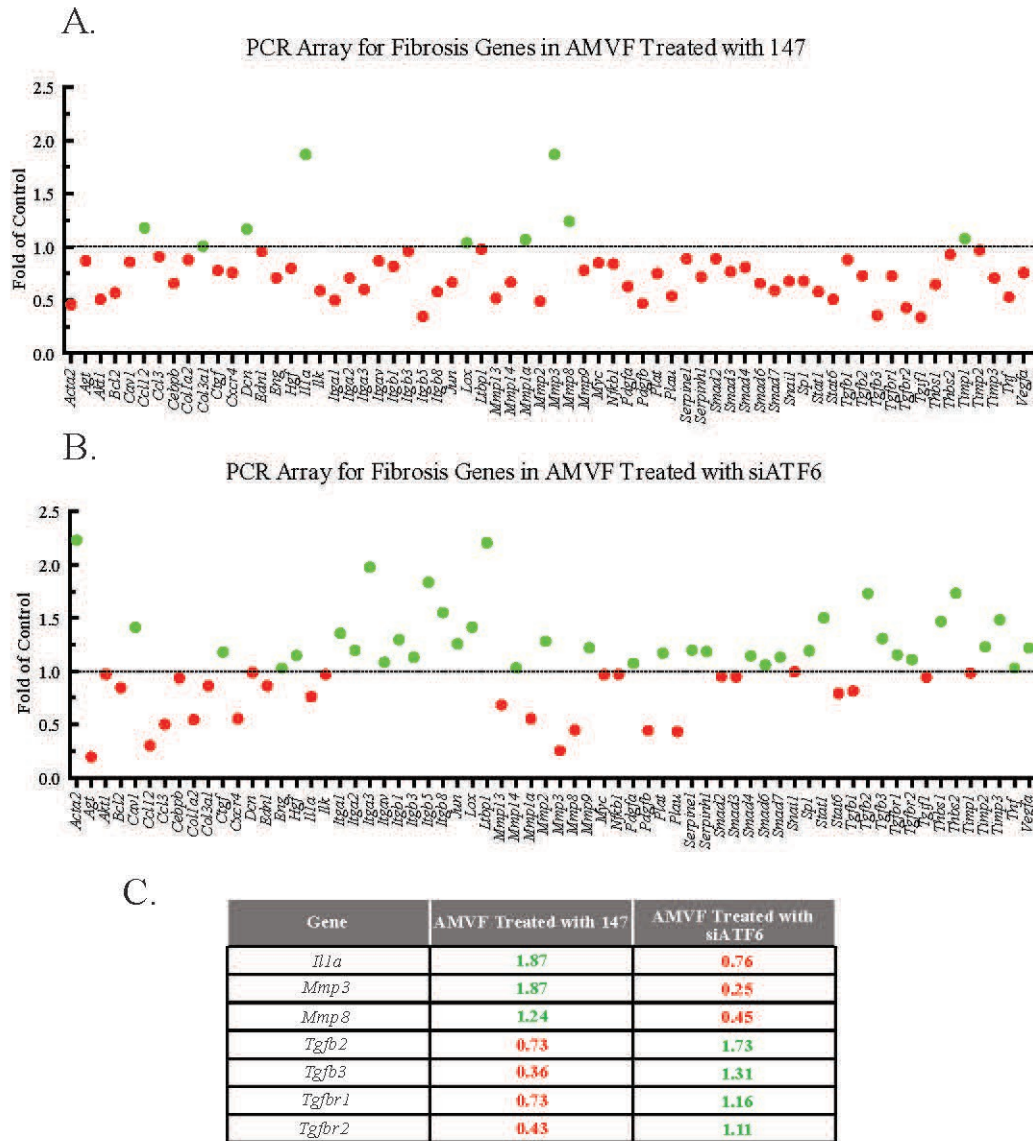 A.
PCR Array for Fibrosis Genes in AMVF Treated with 147
Fold of Control
2.5
2.0
1.5
1.0
0.5
0.0
Acta2
Agt
Akt1
Bcl2
Cav1
Ccl12
Ccl3
Cebpb
Col1a2
Col3a1
Ctgf
Cxcr4
Dcn
Edn1
Eng
Hgf
Il1a
Ilk
Itga1
Itga2
Itga3
Itgav
Itgb1
Itgb3
Itgb5
Itgb8
Jun
Lox
Ltbp1
Mmp13
Mmp14
Mmp1a
Mmp2
Mmp3
Mmp8
Mmp9
Myc
Nfkb1
Pdgfa
Pdgfb
Plat
Plau
Serpine1
Serpinh1
Smad2
Smad3
Smad4
Smad6
Smad7
Snai1
Sp1
Stat1
Stat6
Tgfb1
Tgfb2
Tgfb3
Tgfbr1
Tgfbr2
Tgif1
Thbs1
Thbs2
Timp1
Timp2
Timp3
Tnf
Vegfa
B.
PCR Array for Fibrosis Genes in AMVF Treated with siATF6
Fold of Control
2.5
2.0
1.5
1.0
0.5
0.0
Acta2
Agt
Akt1
Bcl2
Cav1
Ccl12
Ccl3
Cebpb
Col1a2
Col3a1
Ctgf
Cxcr4
Dcn
Edn1
Eng
Hgf
Il1a
Ilk
Itga1
Itga2
Itga3
Itgav
Itgb1
Itgb3
Itgb5
Itgb8
Jun
Lox
Ltbp1
Mmp13
Mmp14
Mmp1a
Mmp2
Mmp3
Mmp8
Mmp9
Myc
Nfkb1
Pdgfa
Pdgfb
Plat
Plau
Serpine1
Serpinh1
Smad2
Smad3
Smad4
Smad6
Smad7
Snai1
Sp1
Stat1
Stat6
Tgfb1
Tgfb2
Tgfb3
Tgfbr1
Tgfbr2
Tgif1
Thbs1
Thbs2
Timp1
Timp2
Timp3
Tnf
Vegfa
C.
Gene AMVF Treated with 147 AMVF Treated with siATF6
Il1a 1.87 0.76
Mmp3 1.87 0.25
Mmp8 1.24 0.45
Tgfb2 0.73 1.73
Tgfb3 0.36 1.31
Tgfbr1 0.73 1.16
Tgfbr2 0.43 1.11